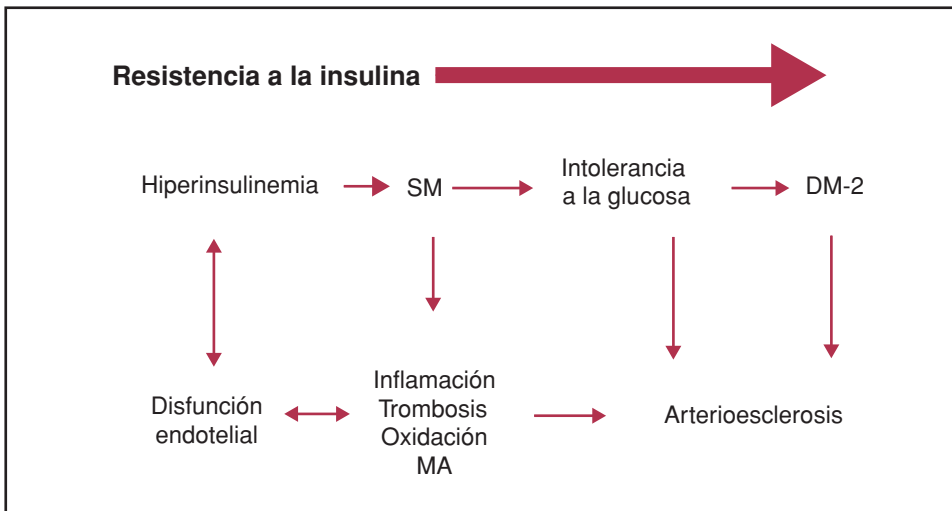 Resistencia a la insulina
Hiperinsulinemia
SM
Intolerancia
a la glucosa
DM-2
Disfunción
endotelial
Inflamación
Trombosis
Oxidación
MA
Arterioesclerosis